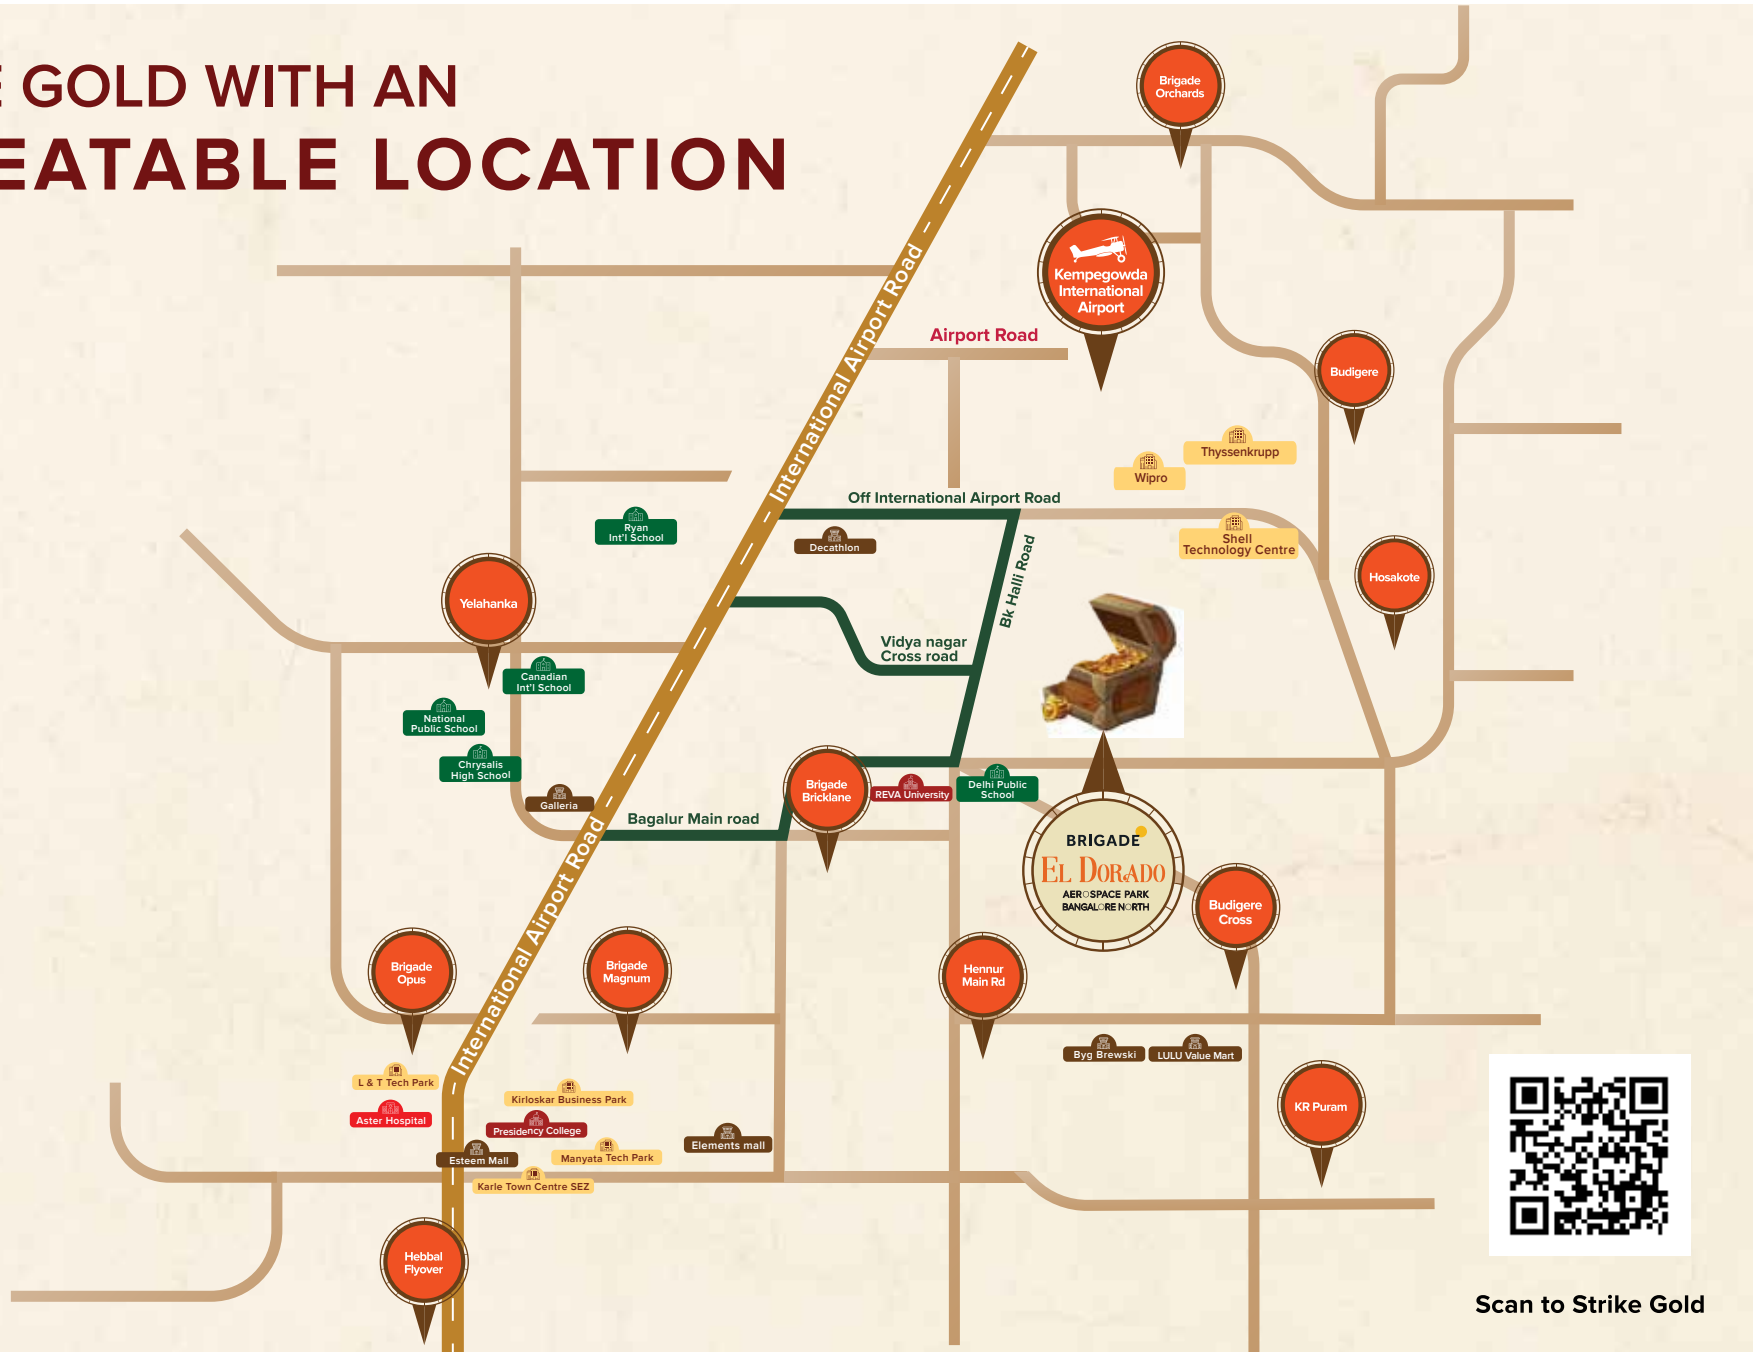 E GOLD WITH AN
EATABLE LOCATION
Brigade
Orchards
Kempegowda
International
Airport
International Airport Road
Airport Road
Budigere
Thyssenkrupp
Wipro
Off International Airport Road
Ryan
Int'l School
Decathlon
Shell
Technology Centre
Bk Halli Road
Hosakote
Yelahanka
Vidya nagar
Cross road
Canadian
Int'l School
National
Public School
Chrysalis
High School
Galleria
Brigade
Bricklane
REVA University
Delhi Public
School
Bagalur Main road
International Airport Road
BRIGADE
EL DORADO
AEROSPACE PARK
BANGALORE NORTH
Budigere
Cross
Brigade
Opus
Brigade
Magnum
Hennur
Main Rd
Byg Brewski
LULU Value Mart
L & T Tech Park
Kirloskar Business Park
Aster Hospital
Presidency College
Esteem Mall
Manyata Tech Park
Elements mall
Karle Town Centre SEZ
KR Puram
Hebbal
Flyover
Scan to Strike Gold